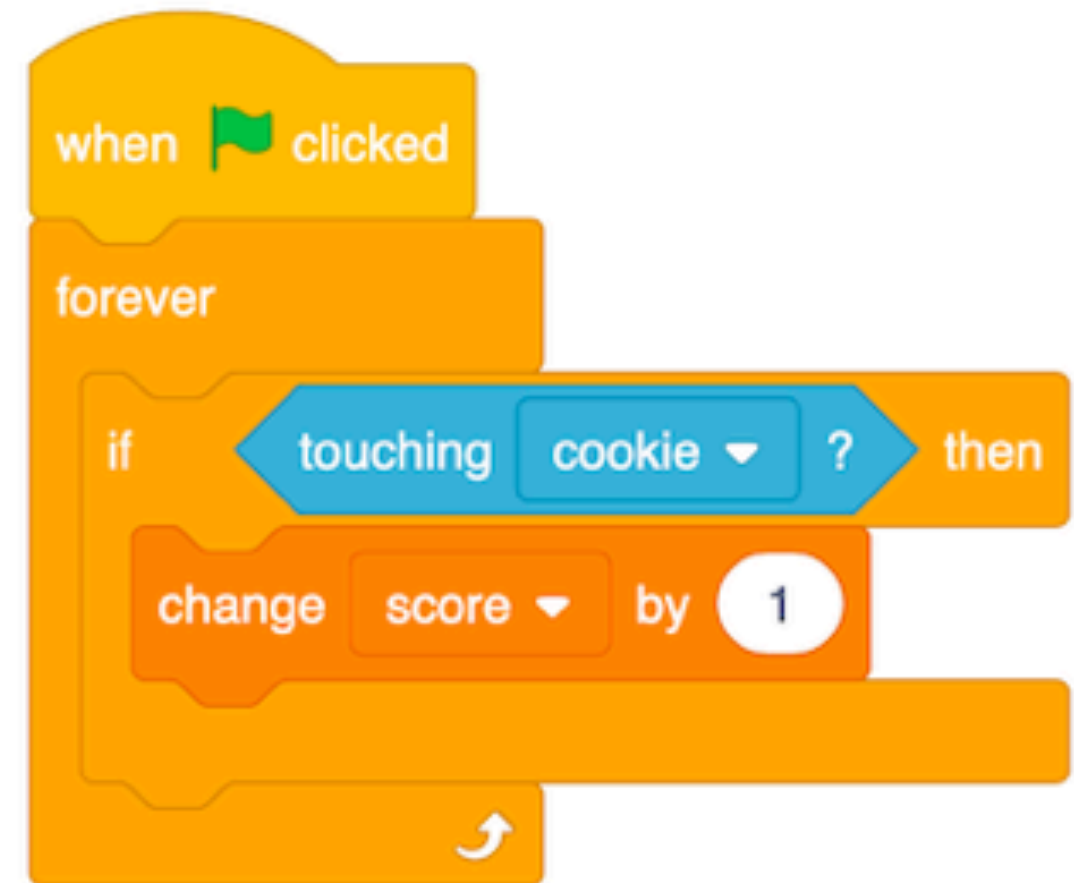 when clicked
forever
if touching cookie ? then
change score by 1